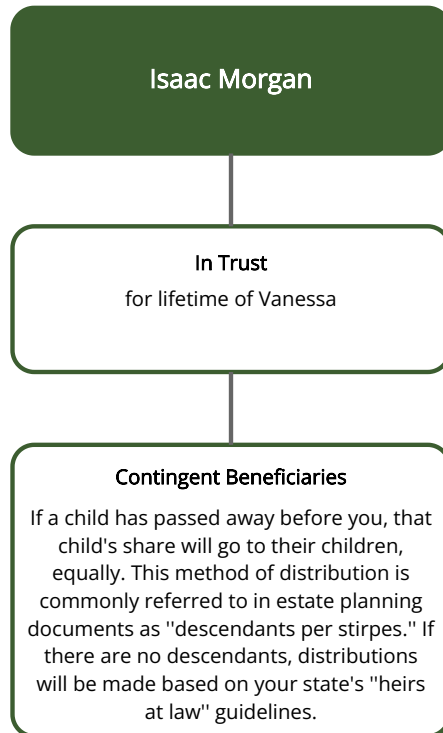 Isaac Morgan
In Trust
for lifetime of Vanessa
Contingent Beneficiaries
If a child has passed away before you, that
child's share will go to their children,
equally. This method of distribution is
commonly referred to in estate planning
documents as "descendants per stirpes." If
there are no descendants, distributions
will be made based on your state's "heirs
at law" guidelines.